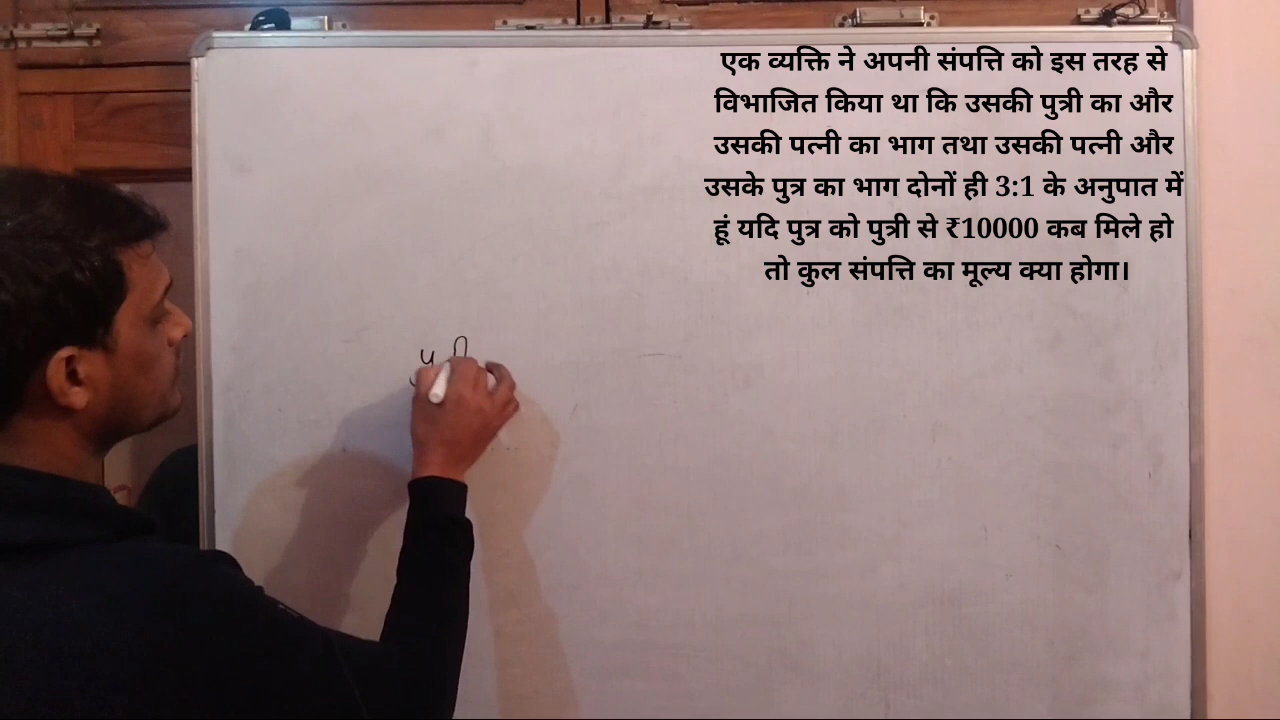 एक व्यक्ति ने अपनी संपत्ति को इस तरह से
विभाजित किया था कि उसकी पुत्री का और
उसकी पत्नी का भाग तथा उसकी पत्नी और
उसके पुत्र का भाग दोनों ही 3:1 के अनुपात में
हूं यदि पुत्र को पुत्री से ₹10000 कब मिले हो
तो कुल संपत्ति का मूल्य क्या होगा।